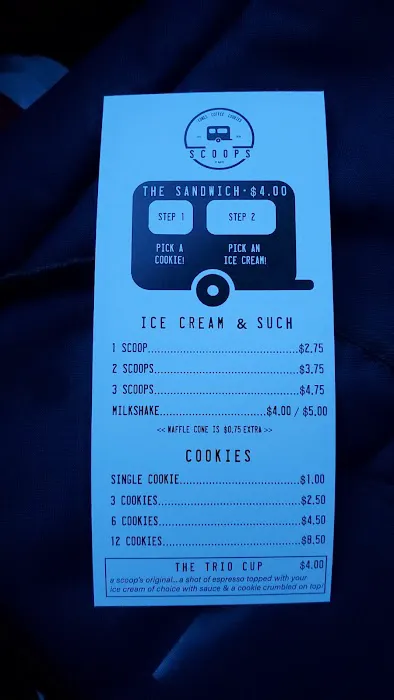 CONES COFFEE COOKIES
SCOOPS
THE SANDWICH·$4.00
STEP 1
STEP 2
PICK A
COOKIE!
PICK AN
ICE CREAM!
ICE CREAM & SUCH
1 SCOOP...............................................$2.75
2 SCOOPS.............................................$3.75
3 SCOOPS.............................................$4.75
MILKSHAKE.................................$4.00 / $5.00
<< WAFFLE CONE IS $0.75 EXTRA >>
COOKIES
SINGLE COOKIE......................................$1.00
3 COOKIES............................................$2.50
6 COOKIES............................................$4.50
12 COOKIES...........................................$8.50
THE TRIO CUP $4.00
a scoop's original...a shot of espresso topped with your
ice cream of choice with sauce & a cookie crumbled on top!